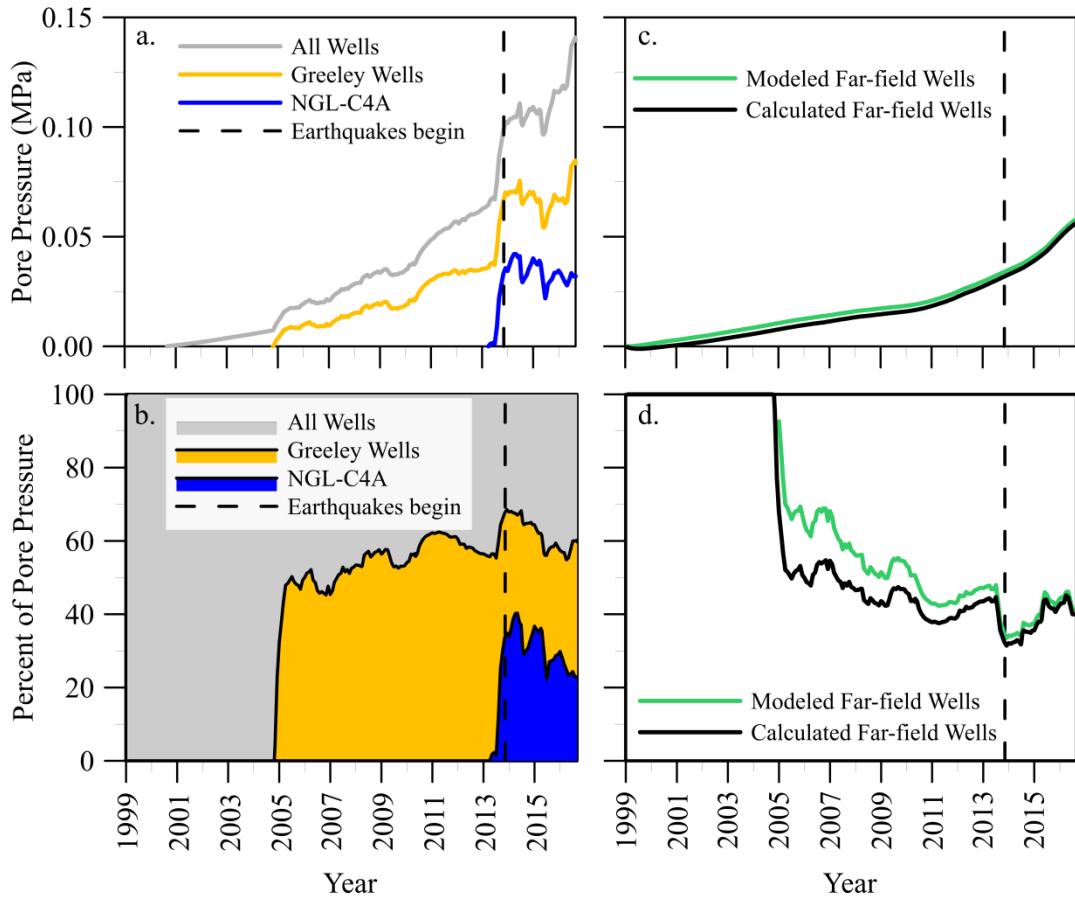 Pore Pressure (MPa)
0.15
0.10
0.05
0.00
a.
All Wells
Greeley Wells
NGL-C4A
Earthquakes begin
c.
Modeled Far-field Wells
Calculated Far-field Wells
Percent of Pore Pressure
100
80
60
40
20
0
b.
All Wells
Greeley Wells
NGL-C4A
Earthquakes begin
1999
2001
2003
2005
2007
2009
2011
2013
2015
Year
d.
Modeled Far-field Wells
Calculated Far-field Wells
1999
2001
2003
2005
2007
2009
2011
2013
2015
Year